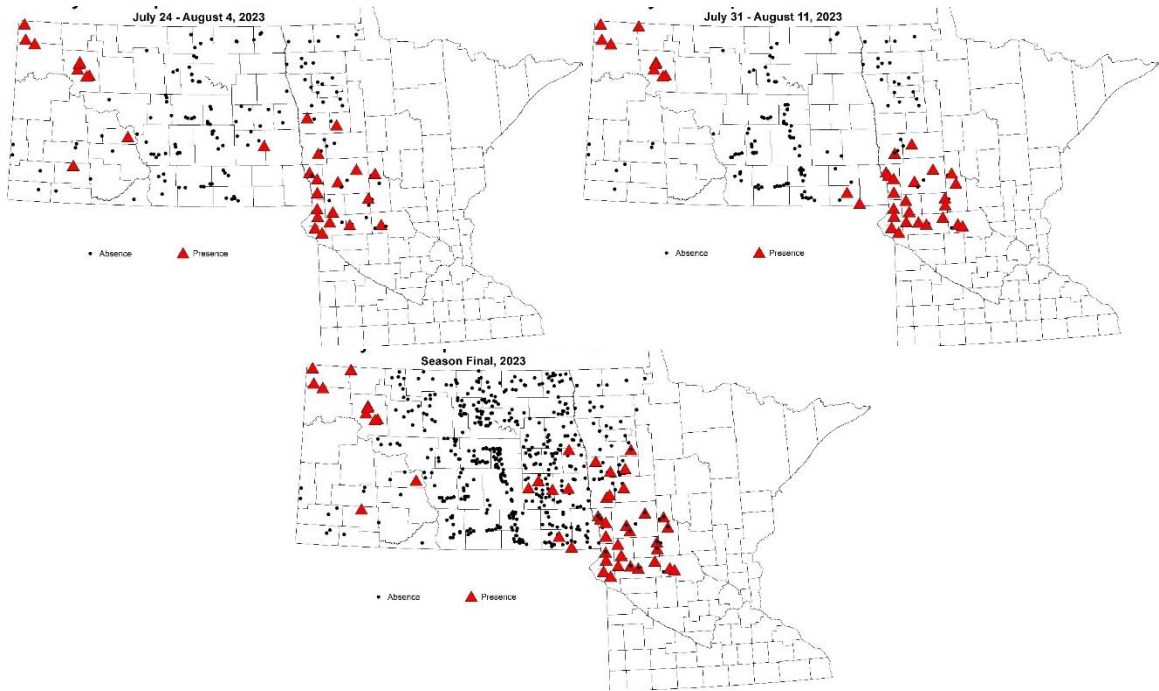 July 24 - August 4, 2023
Absence Presence
July 31 - August 11, 2023
Absence Presence
Season Final, 2023
Absence Presence